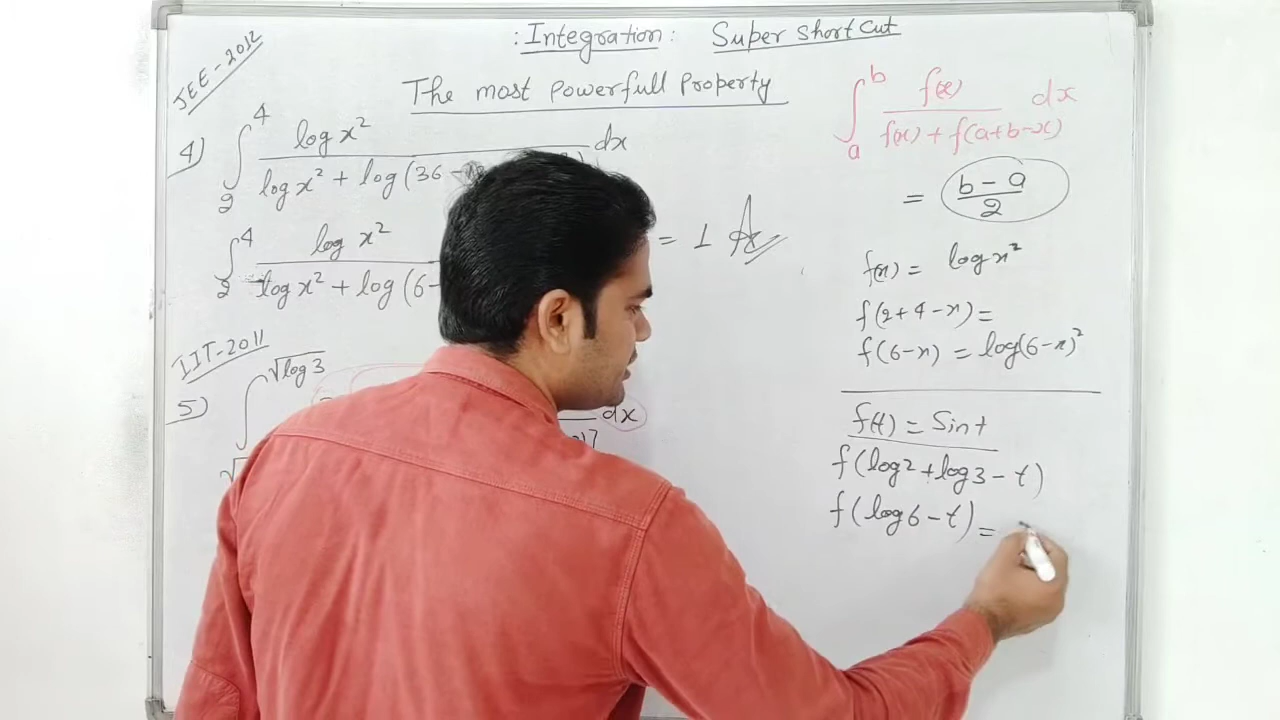 : Integration : Super short cut
The most powerfull Property
JEE-2012
4) ∫₂⁴ log x² / log x² + log (36 - dx
∫₂⁴ log x² / log x² + log (6- = 1
IIT-2011
5) √log 3 dx
∫ₐᵇ f(x) / f(x) + f(a+b-x) dx
= b-a / 2
f(x) = log x²
f(2+4-x) =
f(6-x) = log(6-x)²
f(t) = Sin t
f(log2 + log3 - t)
f(log6 - t) =